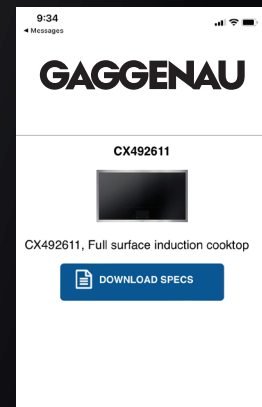 9:34
◄ Messages
GAGGENAU
CX492611
CX492611, Full surface induction cooktop
DOWNLOAD SPECS